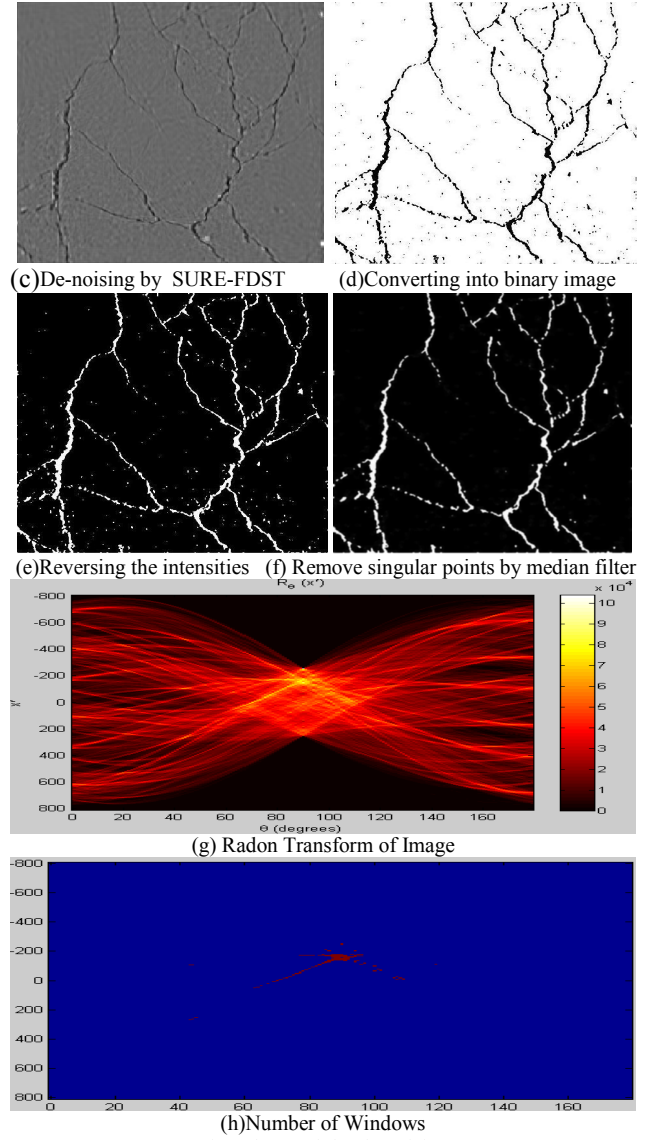 (c)De-noising by SURE-FDST (d)Converting into binary image
(e)Reversing the intensities (f) Remove singular points by median filter
Rθ (x′)
x 10⁴
-800
-600
-400
-200
0
200
400
600
800
x′
0 20 40 60 80 100 120 140 160
θ (degrees)
10
9
8
7
6
5
4
3
2
1
0
(g) Radon Transform of Image
-800
-600
-400
-200
0
200
400
600
800
0 20 40 60 80 100 120 140 160
(h)Number of Windows